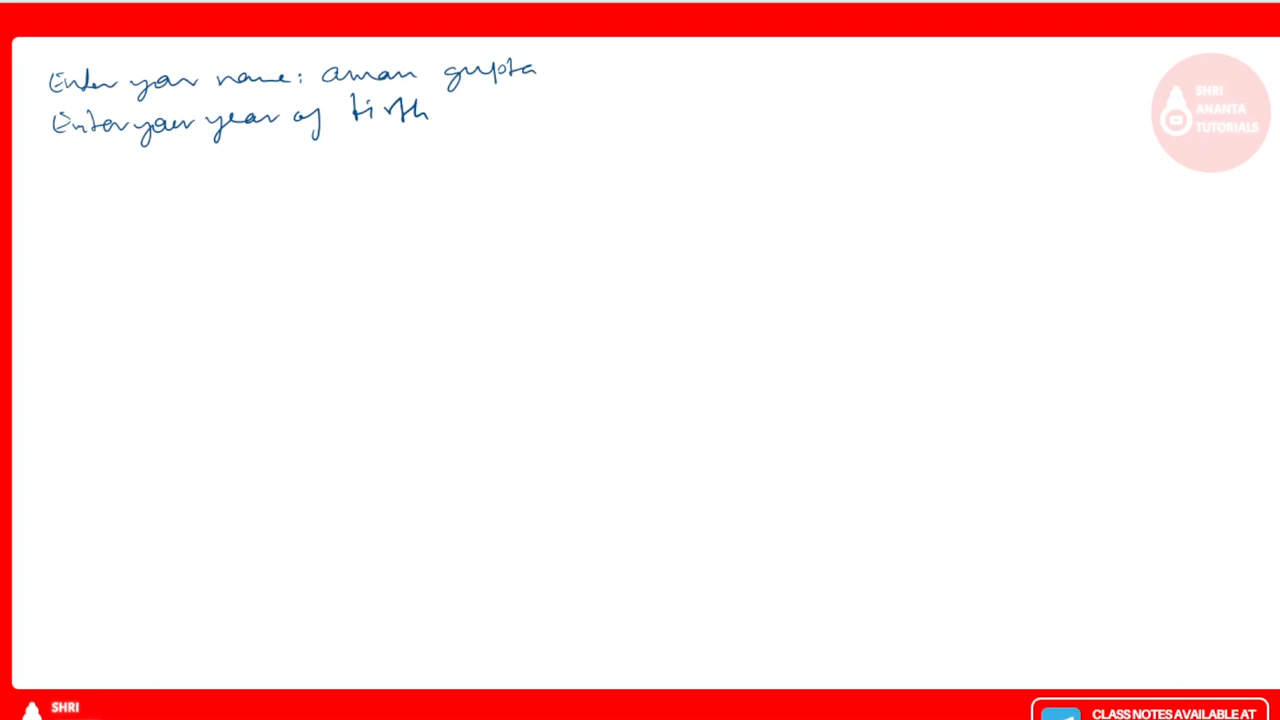 Enter your name: aman gupta
Enter your year of birth
SHRI
ANANTA
TUTORIALS
SHRI
CLASS NOTES AVAILABLE AT